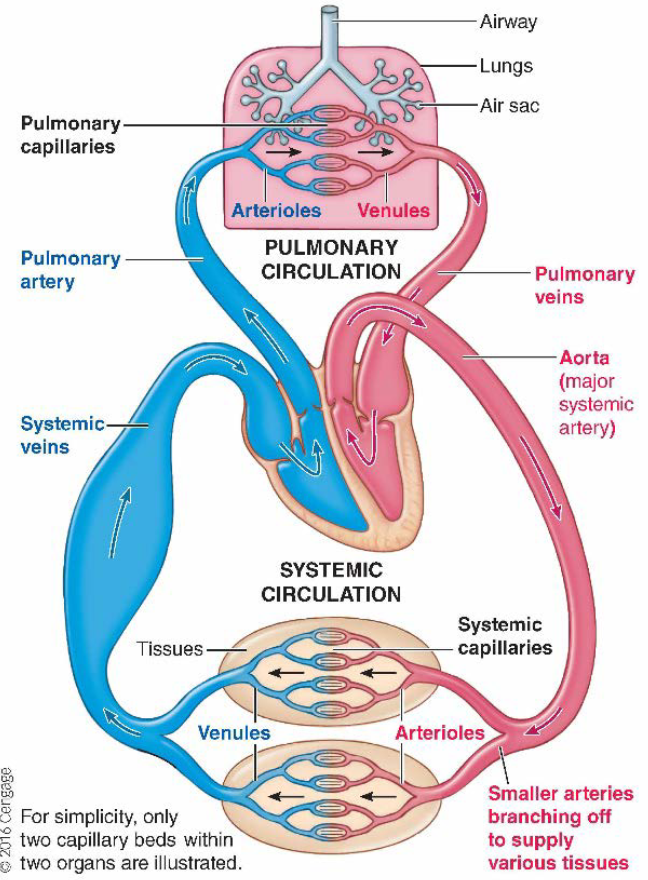 Airway
Lungs
Air sac
Pulmonary
capillaries
Arterioles
Venules
PULMONARY
CIRCULATION
Pulmonary
artery
Pulmonary
veins
Aorta
(major
systemic
artery)
Systemic
veins
SYSTEMIC
CIRCULATION
Tissues
Systemic
capillaries
Venules
Arterioles
Smaller arteries
branching off
to supply
various tissues
For simplicity, only
two capillary beds within
two organs are illustrated.
© 2016 Cengage